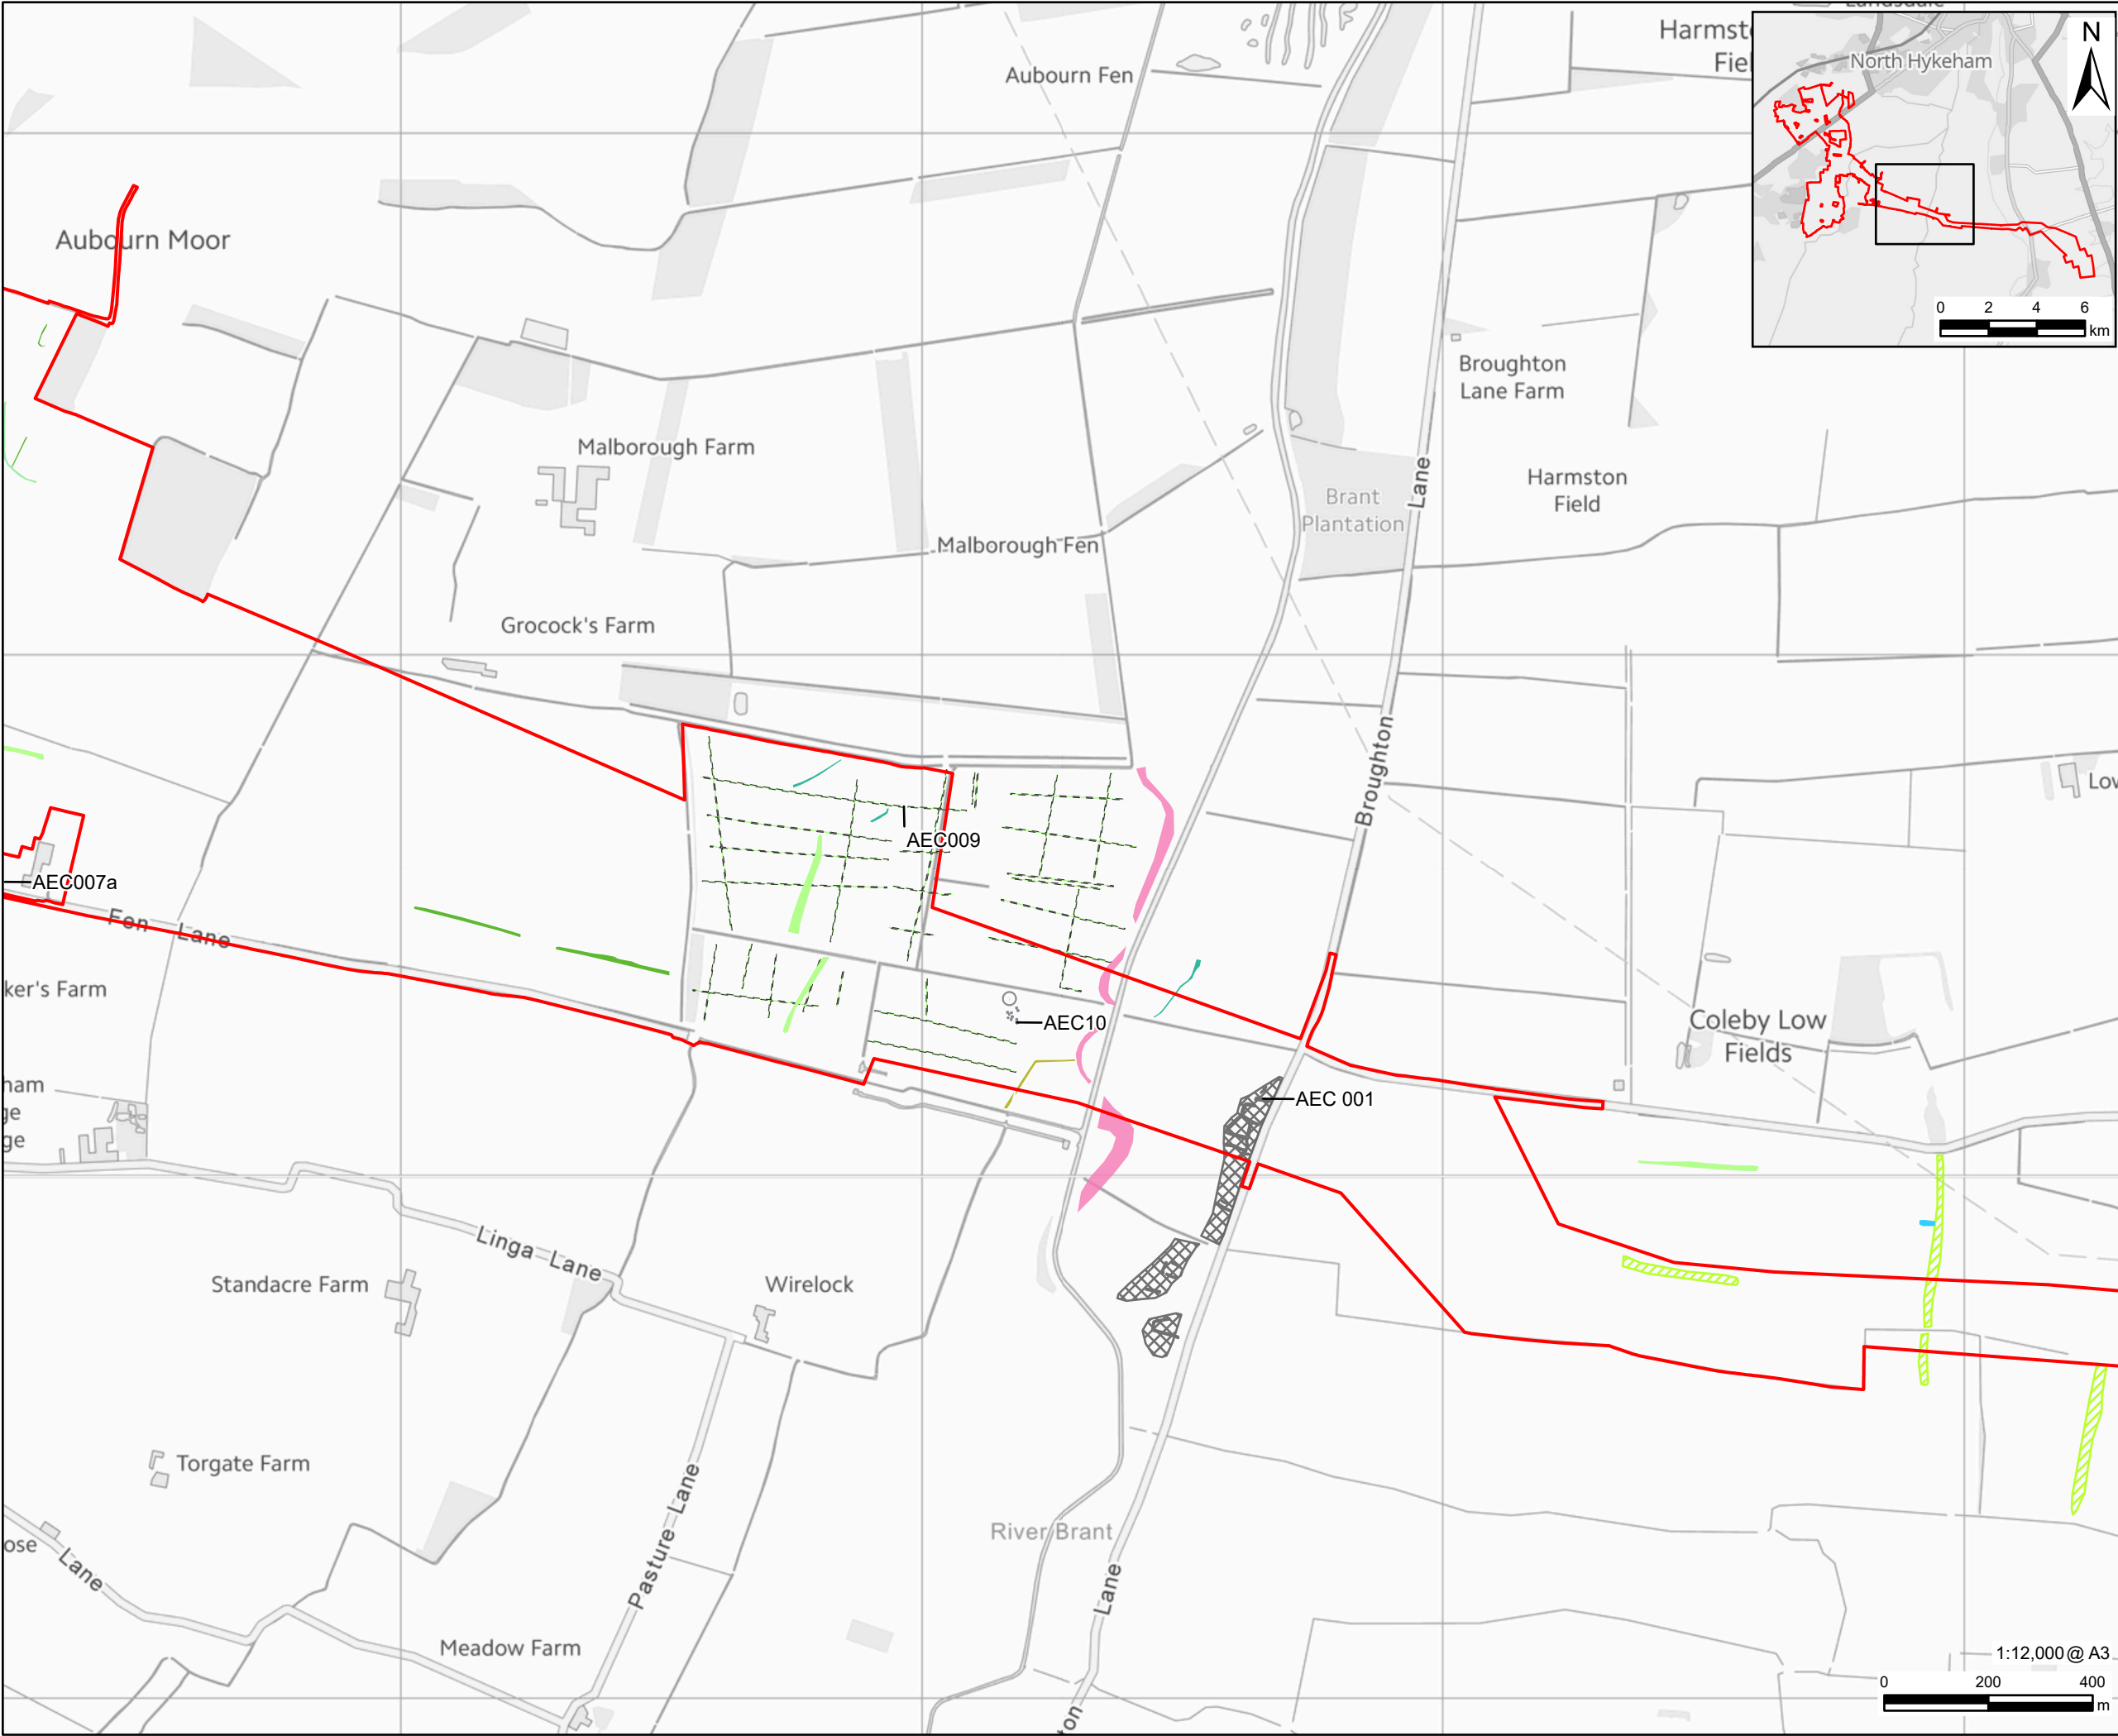 Aubourn Fen
Harmst
Fiel
North Hykeham
N
0 2 4 6
km
Aubourn Moor
Broughton
Lane Farm
Malborough Farm
Lane
Harmston
Field
Brant
Plantation
Malborough Fen
Grocock's Farm
Broughton
Low
AEC009
AEC007a
Fen Lane
ker's Farm
AEC10
Coleby Low
Fields
ham
ge
ge
AEC 001
Linga Lane
Standacre Farm
Wirelock
Torgate Farm
Pasture Lane
River Brant
ose
Lane
Lane
Meadow Farm
ton
1:12,000 @ A3
0 200 400
m